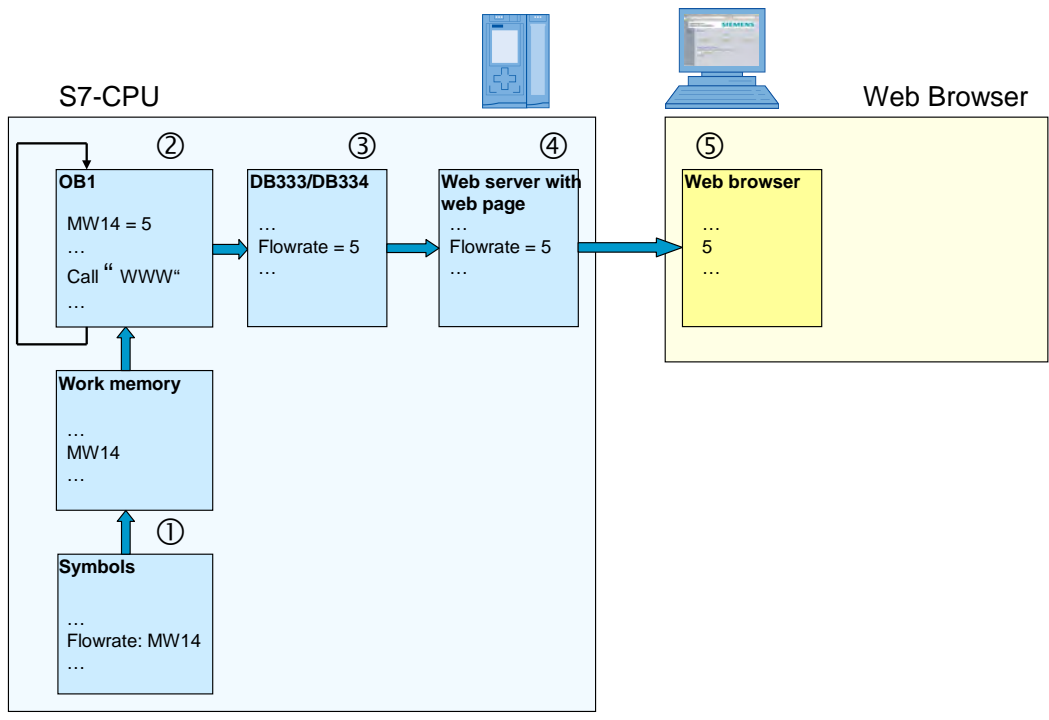 SIEMENS
S7-CPU
Web Browser
②
③
④
⑤
OB1
MW14 = 5
…
Call “ WWW“
…
DB333/DB334
…
Flowrate = 5
…
Web server with
web page
…
Flowrate = 5
…
Web browser
…
5
…
Work memory
…
MW14
…
①
Symbols
…
Flowrate: MW14
…